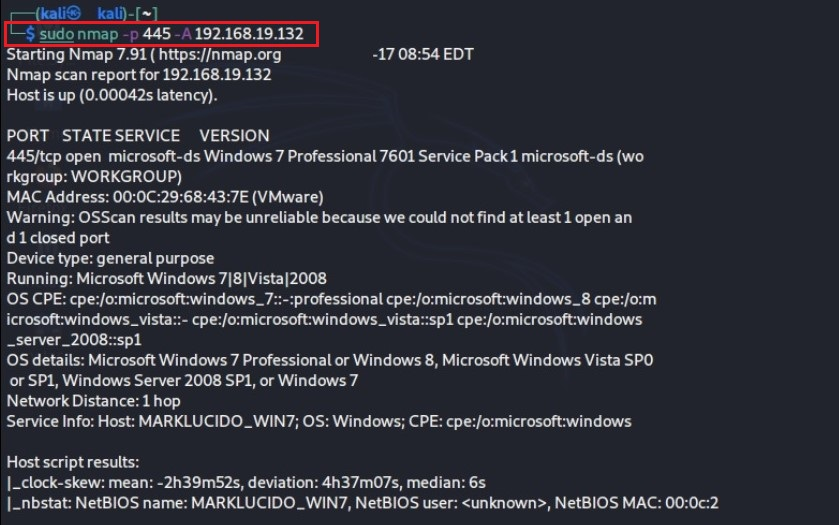 ┌──(kali㉿ kali)-[~]
└─$ sudo nmap -p 445 -A 192.168.19.132
Starting Nmap 7.91 ( https://nmap.org -17 08:54 EDT
Nmap scan report for 192.168.19.132
Host is up (0.00042s latency).
PORT STATE SERVICE VERSION
445/tcp open microsoft-ds Windows 7 Professional 7601 Service Pack 1 microsoft-ds (wo
rkgroup: WORKGROUP)
MAC Address: 00:0C:29:68:43:7E (VMware)
Warning: OSScan results may be unreliable because we could not find at least 1 open an
d 1 closed port
Device type: general purpose
Running: Microsoft Windows 7|8|Vista|2008
OS CPE: cpe:/o:microsoft:windows_7::-:professional cpe:/o:microsoft:windows_8 cpe:/o:m
icrosoft:windows_vista::- cpe:/o:microsoft:windows_vista::sp1 cpe:/o:microsoft:windows
_server_2008::sp1
OS details: Microsoft Windows 7 Professional or Windows 8, Microsoft Windows Vista SP0
or SP1, Windows Server 2008 SP1, or Windows 7
Network Distance: 1 hop
Service Info: Host: MARKLUCIDO_WIN7; OS: Windows; CPE: cpe:/o:microsoft:windows
Host script results:
|_clock-skew: mean: -2h39m52s, deviation: 4h37m07s, median: 6s
|_nbstat: NetBIOS name: MARKLUCIDO_WIN7, NetBIOS user: <unknown>, NetBIOS MAC: 00:0c:2